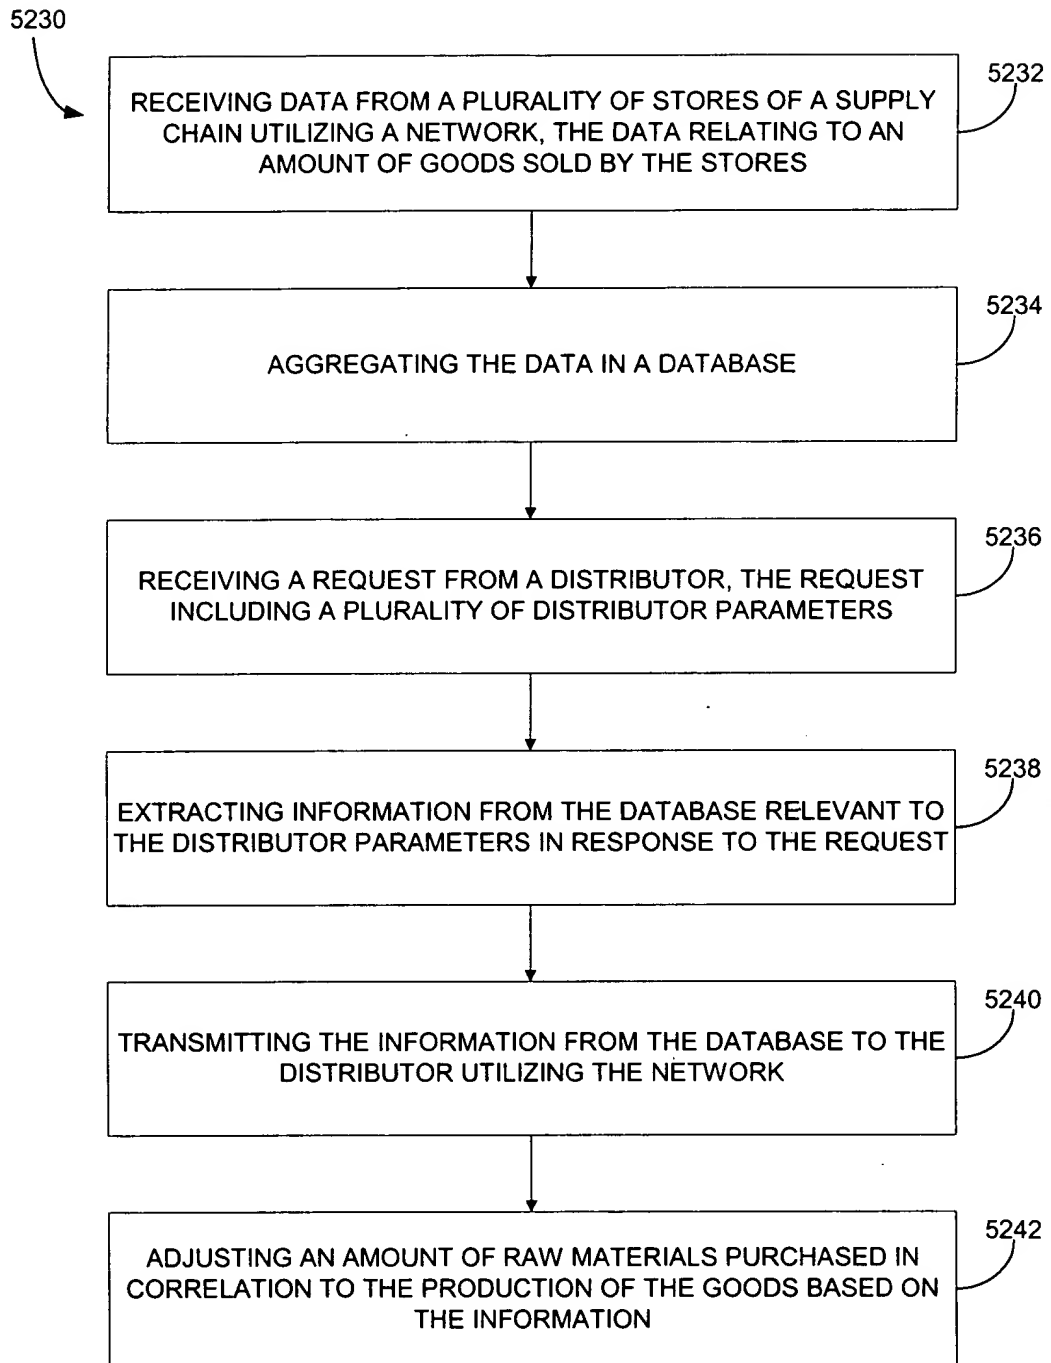 5230
5232
RECEIVING DATA FROM A PLURALITY OF STORES OF A SUPPLY
CHAIN UTILIZING A NETWORK, THE DATA RELATING TO AN
AMOUNT OF GOODS SOLD BY THE STORES
5234
AGGREGATING THE DATA IN A DATABASE
5236
RECEIVING A REQUEST FROM A DISTRIBUTOR, THE REQUEST
INCLUDING A PLURALITY OF DISTRIBUTOR PARAMETERS
5238
EXTRACTING INFORMATION FROM THE DATABASE RELEVANT TO
THE DISTRIBUTOR PARAMETERS IN RESPONSE TO THE REQUEST
5240
TRANSMITTING THE INFORMATION FROM THE DATABASE TO THE
DISTRIBUTOR UTILIZING THE NETWORK
5242
ADJUSTING AN AMOUNT OF RAW MATERIALS PURCHASED IN
CORRELATION TO THE PRODUCTION OF THE GOODS BASED ON
THE INFORMATION